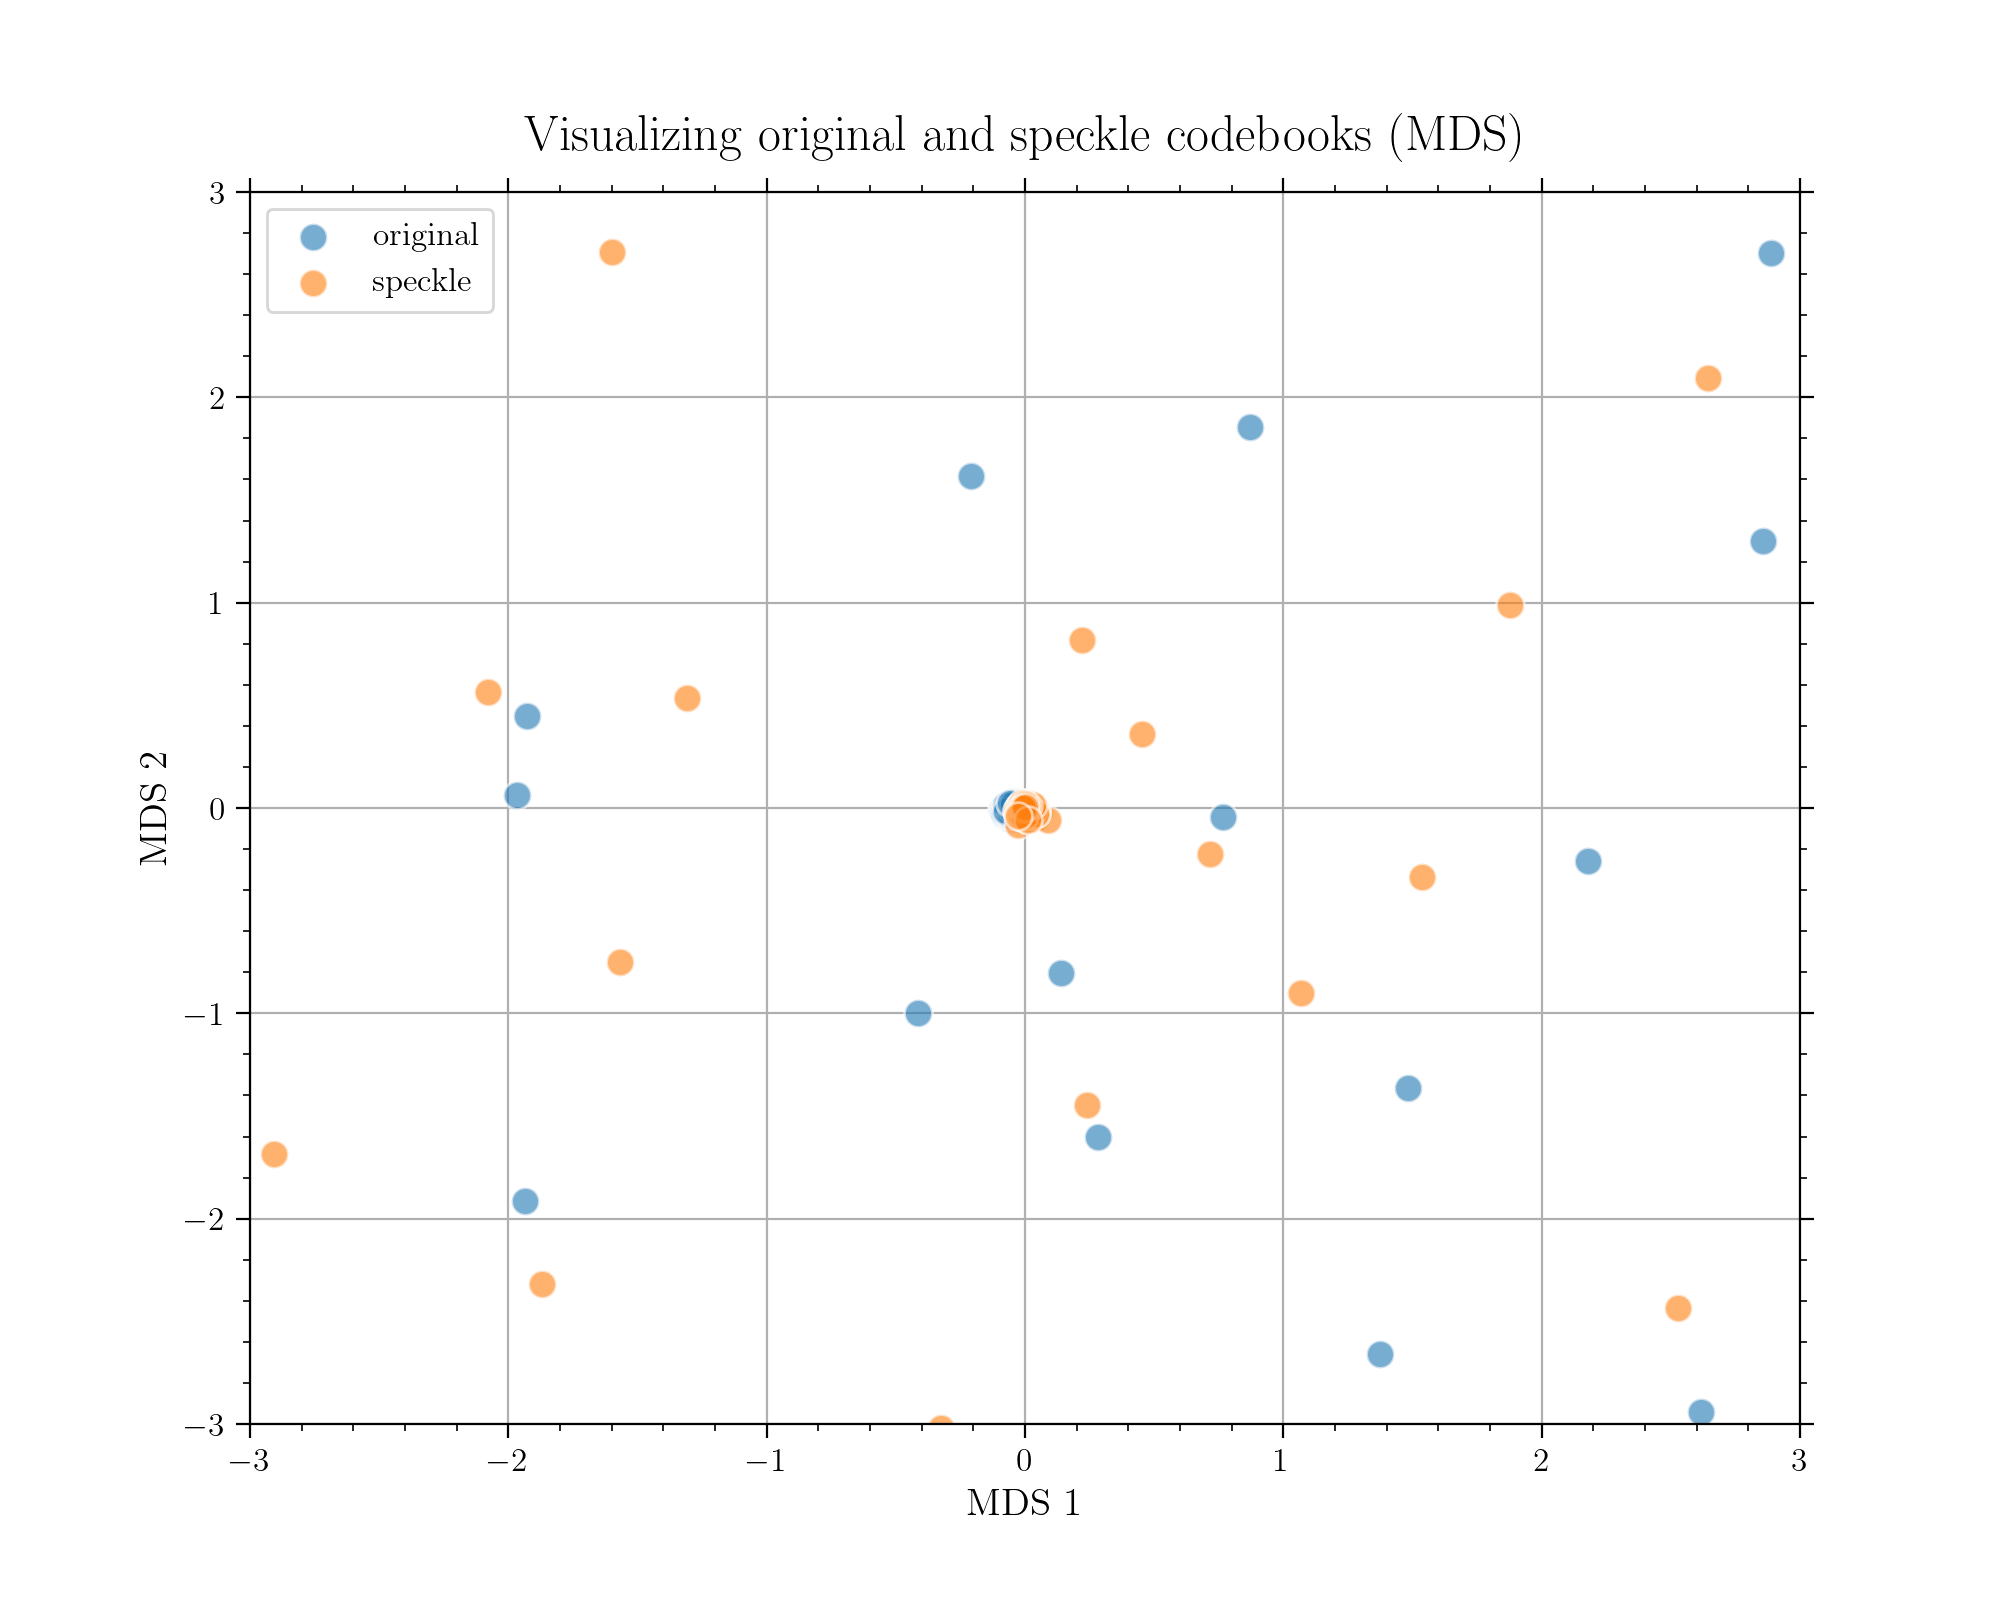 Visualizing original and speckle codebooks (MDS)
original
speckle
3
2
1
0
−1
−2
−3
MDS 2
−3
−2
−1
0
1
2
3
MDS 1